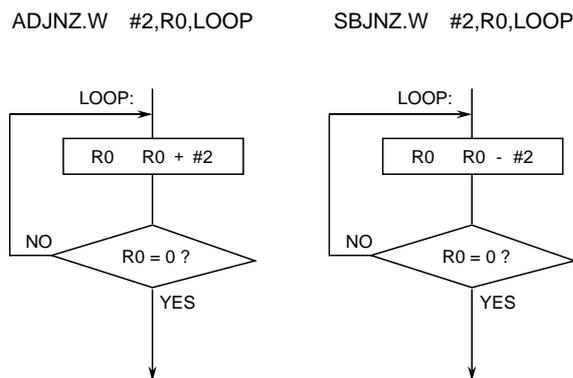 ADJNZ.W #2,R0,LOOP
LOOP:
R0 R0 + #2
NO
R0 = 0 ?
YES
SBJNZ.W #2,R0,LOOP
LOOP:
R0 R0 - #2
NO
R0 = 0 ?
YES